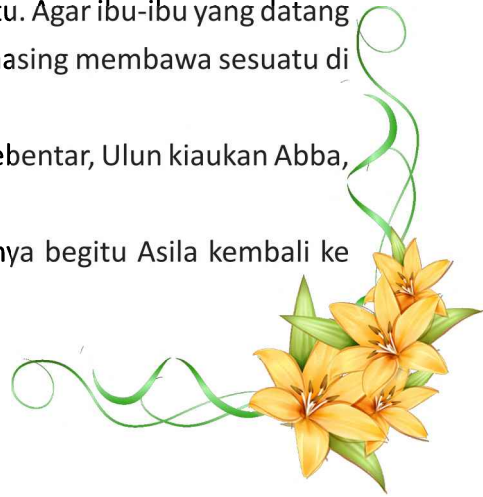 tu. Agar ibu-ibu yang datang
asing membawa sesuatu di
ebentar, Ulun kiaukan Abba,
nya begitu Asila kembali ke